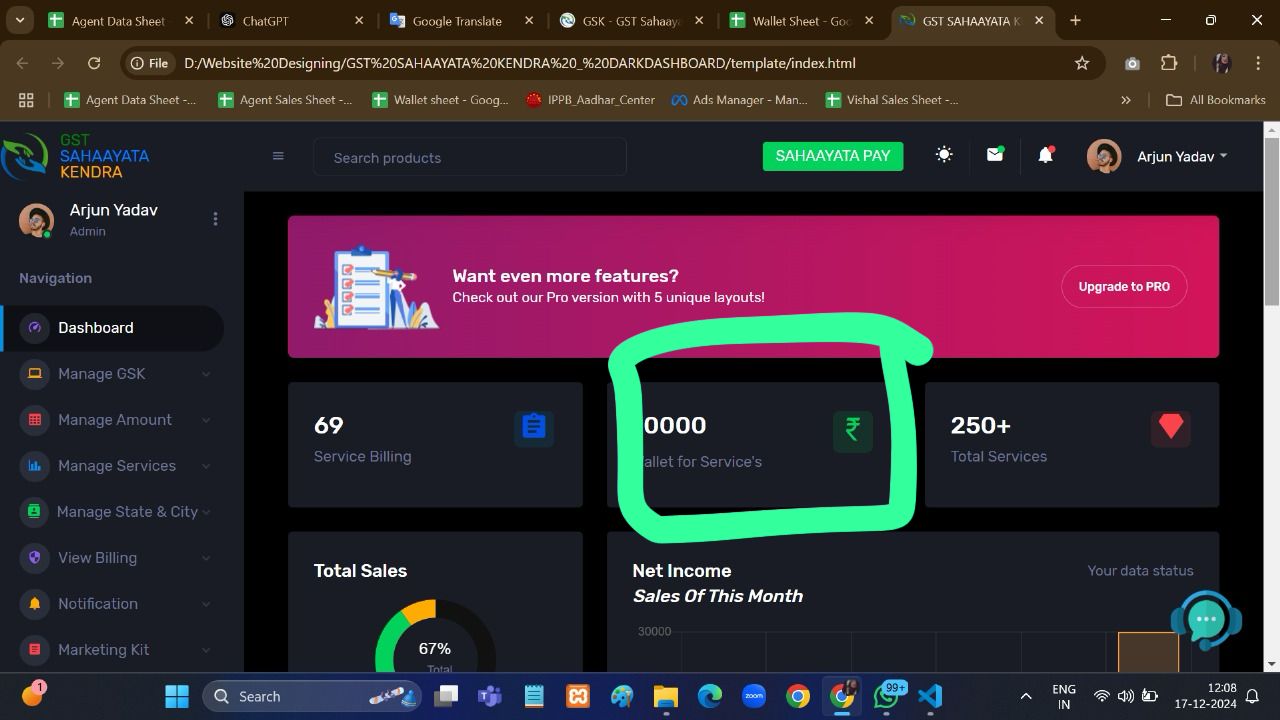 Agent Data Sheet -
ChatGPT
Google Translate
GSK - GST Sahaaya
Wallet Sheet - Goo
GST SAHAAYATA K
File
D:/Website%20Designing/GST%20SAHAAYATA%20KENDRA%20_%20DARKDASHBOARD/template/index.html
Agent Data Sheet -...
Agent Sales Sheet -...
Wallet sheet - Goog...
IPPB_Aadhar_Center
Ads Manager - Man...
Vishal Sales Sheet -...
»
All Bookmarks
GST
SAHAAYATA
KENDRA
Search products
SAHAAYATA PAY
Arjun Yadav
Arjun Yadav
Admin
Navigation
Dashboard
Manage GSK
Manage Amount
Manage Services
Manage State & City
View Billing
Notification
Marketing Kit
Want even more features?
Check out our Pro version with 5 unique layouts!
Upgrade to PRO
69
Service Billing
0000
₹
allet for Service's
250+
Total Services
Total Sales
67%
Total
Net Income
Sales Of This Month
Your data status
30000
1
Search
zoom
99+
ENG
IN
12:08
17-12-2024